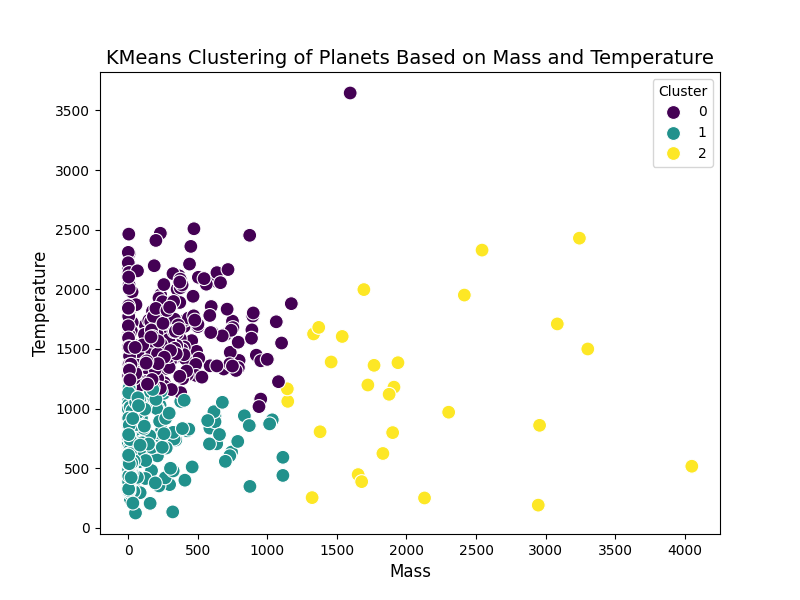 KMeans Clustering of Planets Based on Mass and Temperature
Cluster
0
1
2
Temperature
3500
3000
2500
2000
1500
1000
500
0
0 500 1000 1500 2000 2500 3000 3500 4000
Mass